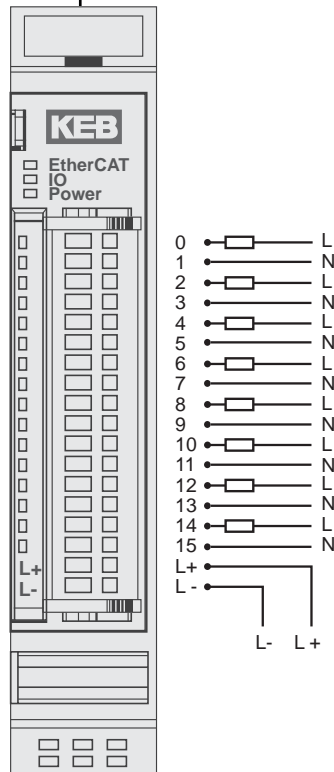 KEB
EtherCAT
IO
Power
0 L
1 N
2 L
3 N
4 L
5 N
6 L
7 N
8 L
9 N
10 L
11 N
12 L
13 N
14 L
15 N
L+ L+
L- L -
L- L +